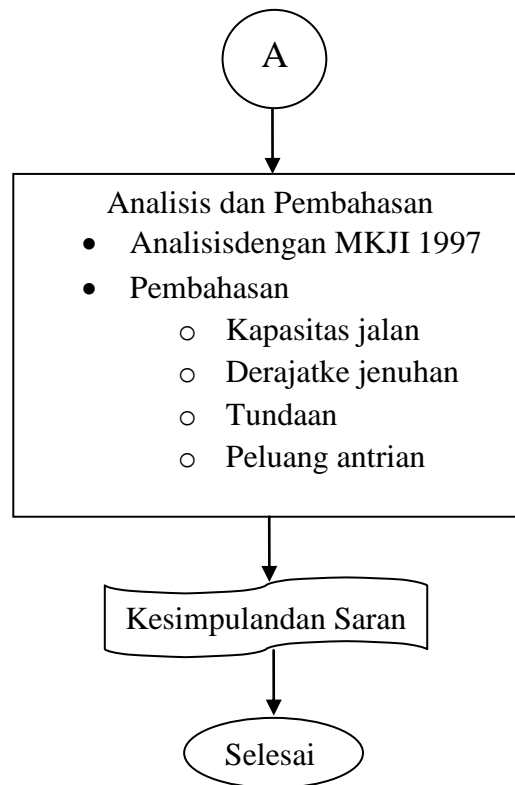 A
Analisis dan Pembahasan
• Analisisdengan MKJI 1997
• Pembahasan
o Kapasitas jalan
o Derajatke jenuhan
o Tundaan
o Peluang antrian
Kesimpulandan Saran
Selesai